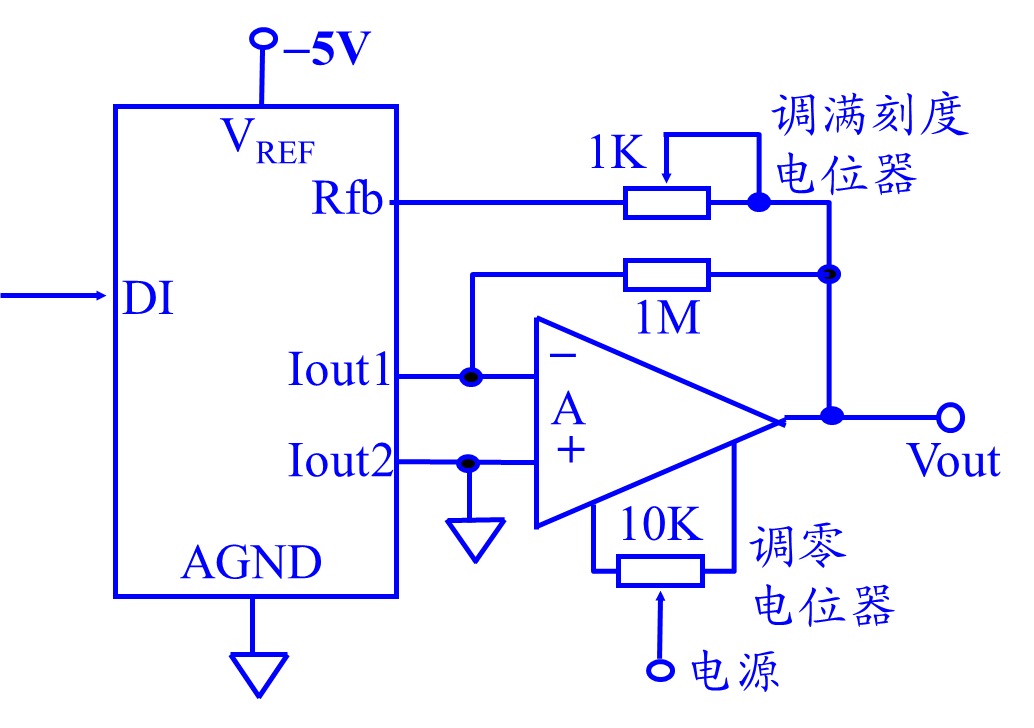 –5V
VREF
调满刻度
1K
电位器
Rfb
DI
1M
Iout1
–
A
+
Iout2
Vout
10K
调零
AGND
电位器
电源